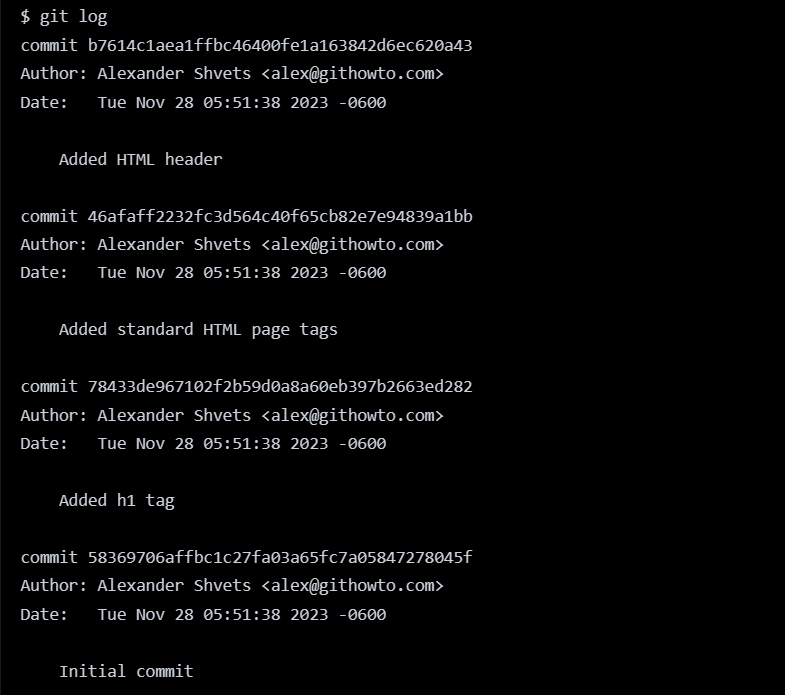 $ git log
commit b7614c1aea1ffbc46400fe1a163842d6ec620a43
Author: Alexander Shvets <alex@githowto.com>
Date:   Tue Nov 28 05:51:38 2023 -0600
    Added HTML header
commit 46afaff2232fc3d564c40f65cb82e7e94839a1bb
Author: Alexander Shvets <alex@githowto.com>
Date:   Tue Nov 28 05:51:38 2023 -0600
    Added standard HTML page tags
commit 78433de967102f2b59d0a8a60eb397b2663ed282
Author: Alexander Shvets <alex@githowto.com>
Date:   Tue Nov 28 05:51:38 2023 -0600
    Added h1 tag
commit 58369706affbc1c27fa03a65fc7a05847278045f
Author: Alexander Shvets <alex@githowto.com>
Date:   Tue Nov 28 05:51:38 2023 -0600
    Initial commit